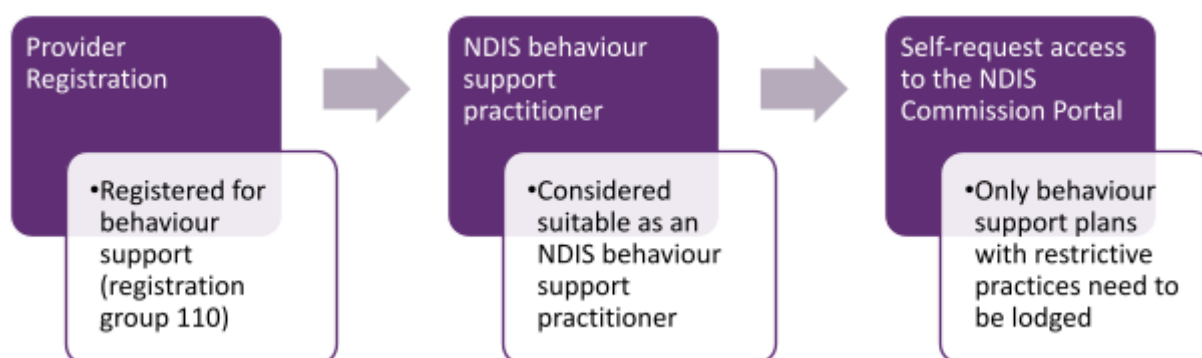 Provider
Registration
•Registered for
behaviour
support
(registration
group 110)
NDIS behaviour
support
practitioner
•Considered
suitable as an
NDIS behaviour
support
practitioner
Self-request access
to the NDIS
Commission Portal
•Only behaviour
support plans
with restrictive
practices need to
be lodged